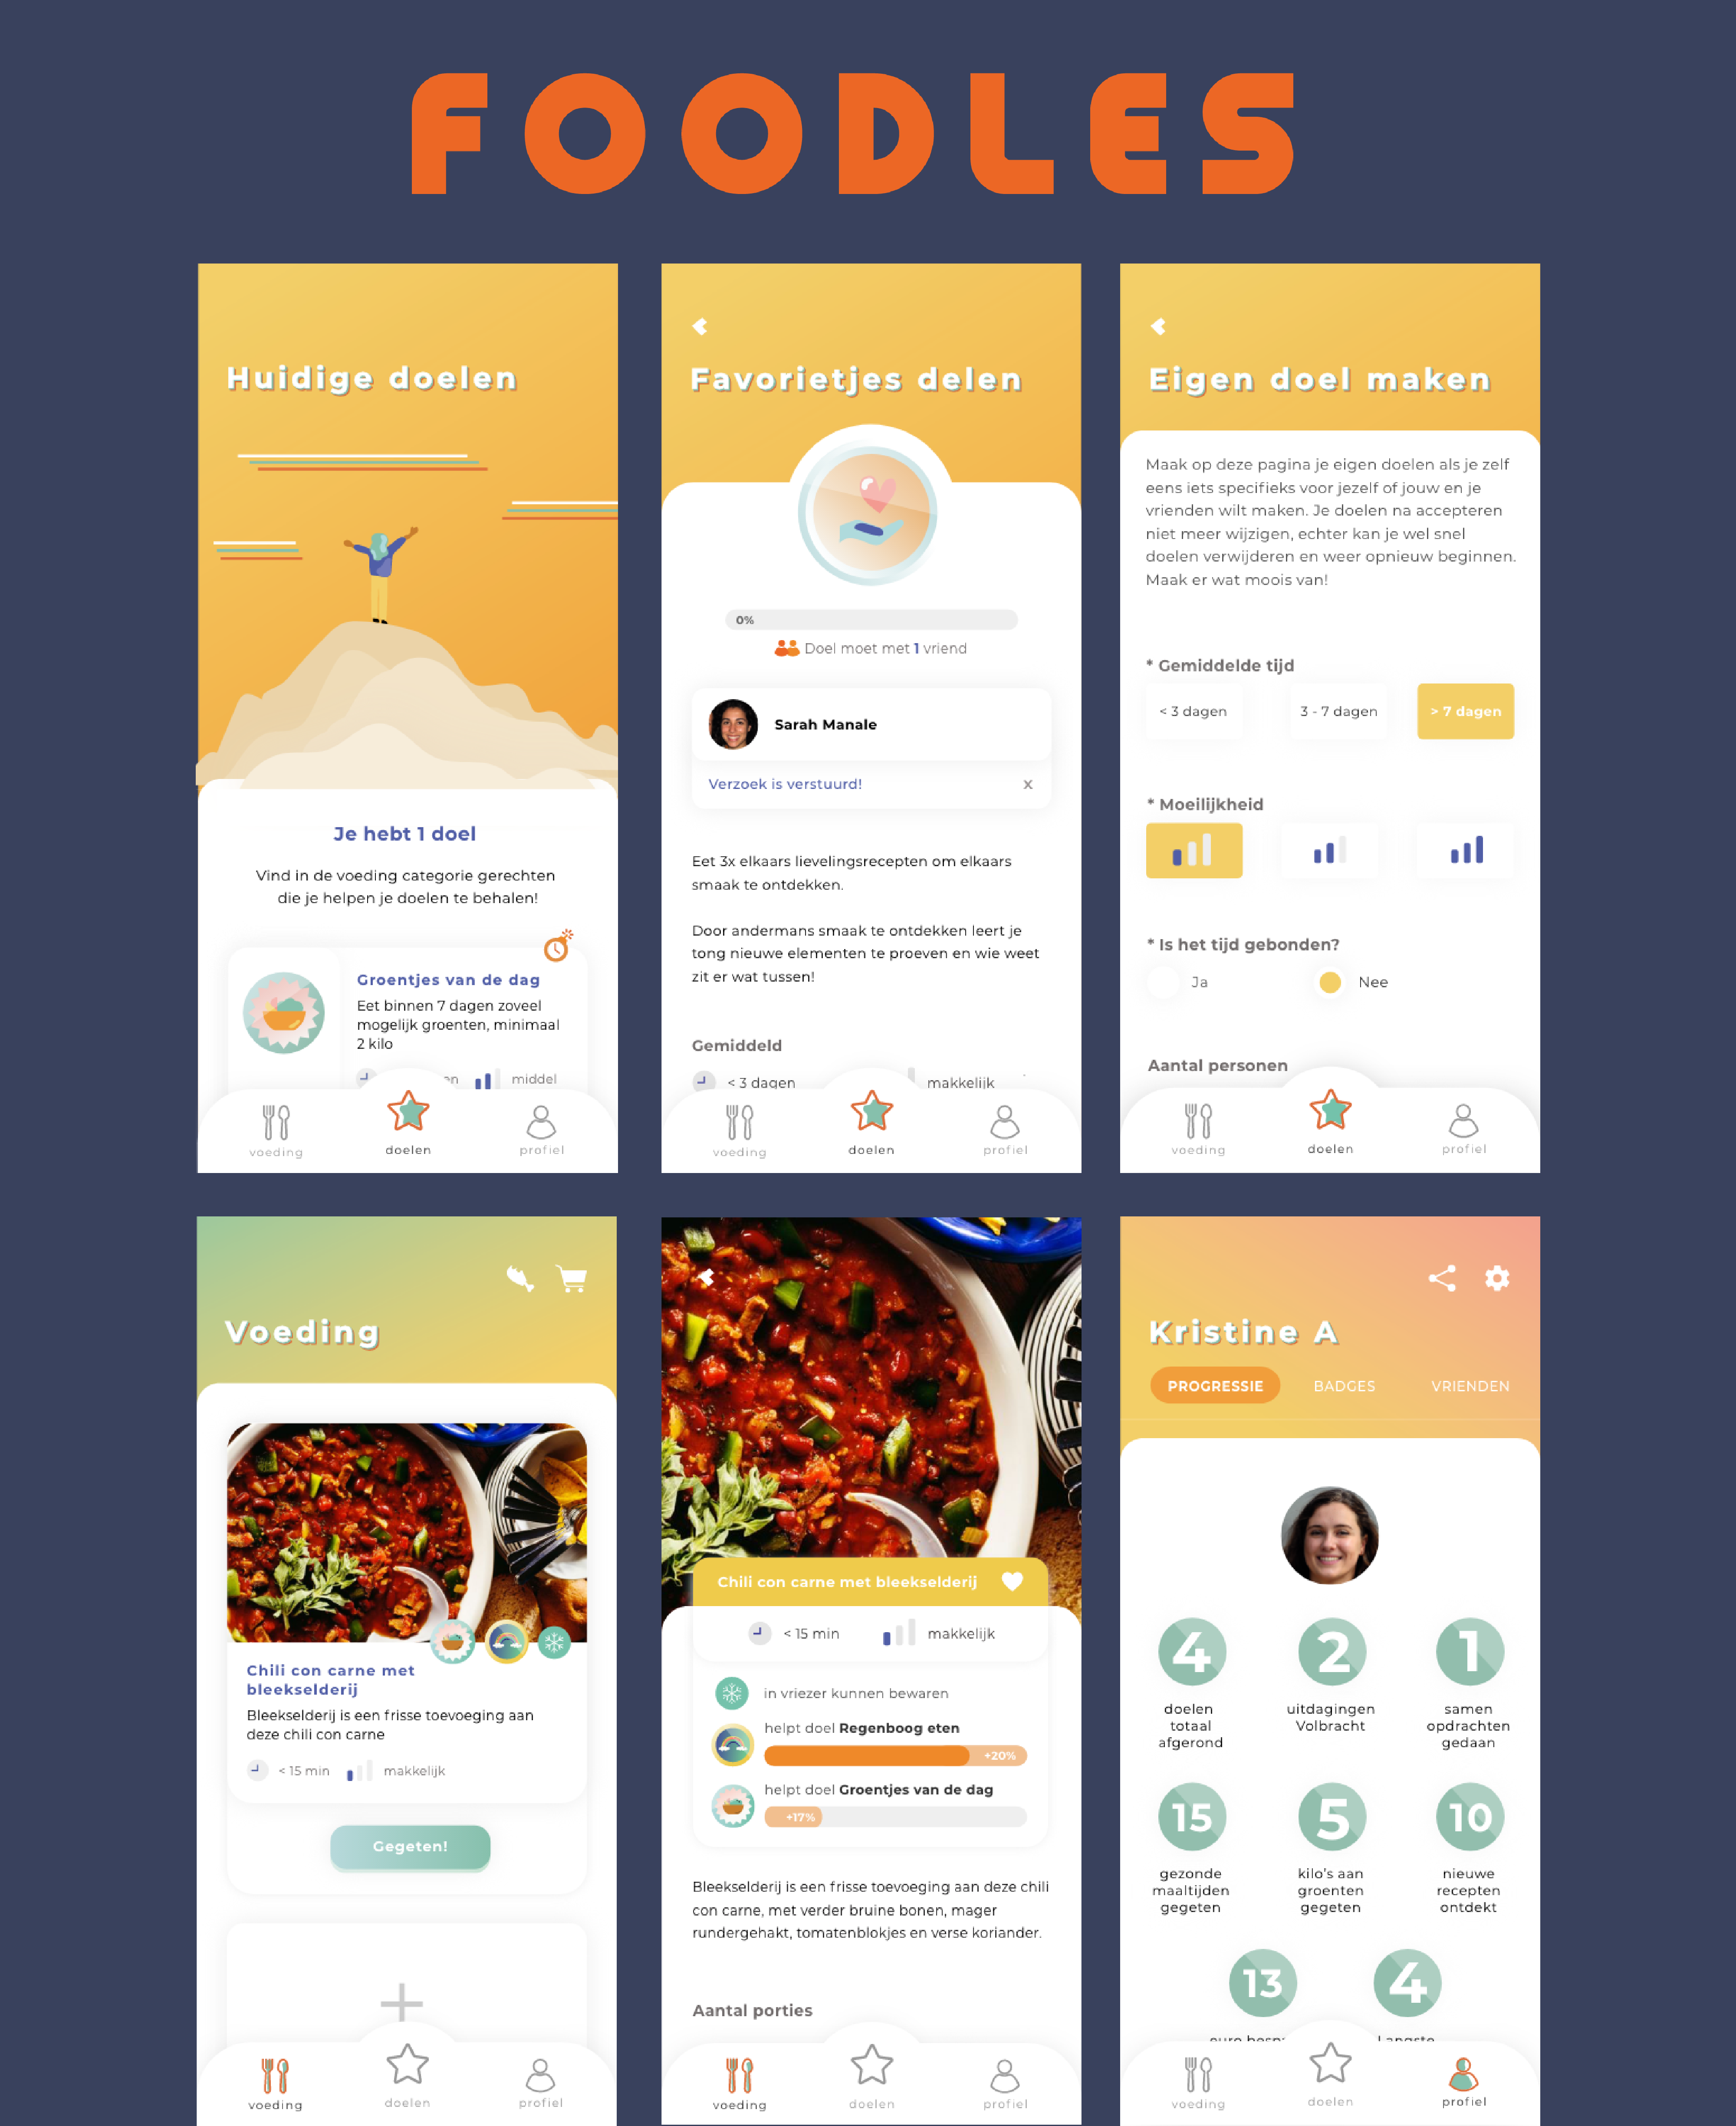 FOODLES
Huidige doelen
Je hebt 1 doel
Vind in de voeding categorie gerechten
die je helpen je doelen te behalen!
Groentjes van de dag
Eet binnen 7 dagen zoveel
mogelijk groenten, minimaal
2 kilo
middel
voeding
doelen
profiel
Favorietjes delen
0%
Doel moet met 1 vriend
Sarah Manale
Verzoek is verstuurd!
x
Eet 3x elkaars lievelingsrecepten om elkaars
smaak te ontdekken.
Door andermans smaak te ontdekken leert je
tong nieuwe elementen te proeven en wie weet
zit er wat tussen!
Gemiddeld
< 3 dagen
makkelijk
voeding
doelen
profiel
Eigen doel maken
Maak op deze pagina je eigen doelen als je zelf
eens iets specifieks voor jezelf of jouw en je
vrienden wilt maken. Je doelen na accepteren
niet meer wijzigen, echter kan je wel snel
doelen verwijderen en weer opnieuw beginnen.
Maak er wat moois van!
* Gemiddelde tijd
< 3 dagen
3 - 7 dagen
> 7 dagen
* Moeilijkheid
* Is het tijd gebonden?
Ja
Nee
Aantal personen
voeding
doelen
profiel
Voeding
Chili con carne met
bleekselderij
Bleekselderij is een frisse toevoeging aan
deze chili con carne
< 15 min
makkelijk
Gegeten!
voeding
doelen
profiel
Chili con carne met bleekselderij
< 15 min
makkelijk
in vriezer kunnen bewaren
helpt doel Regenboog eten
+20%
helpt doel Groentjes van de dag
+17%
Bleekselderij is een frisse toevoeging aan deze chili
con carne, met verder bruine bonen, mager
rundergehakt, tomatenblokjes en verse koriander.
Aantal porties
voeding
doelen
profiel
Kristine A
PROGRESSIE
BADGES
VRIENDEN
4
doelen
totaal
afgerond
2
uitdagingen
Volbracht
1
samen
opdrachten
gedaan
15
gezonde
maaltijden
gegeten
5
kilo's aan
groenten
gegeten
10
nieuwe
recepten
ontdekt
13
4
voeding
doelen
profiel